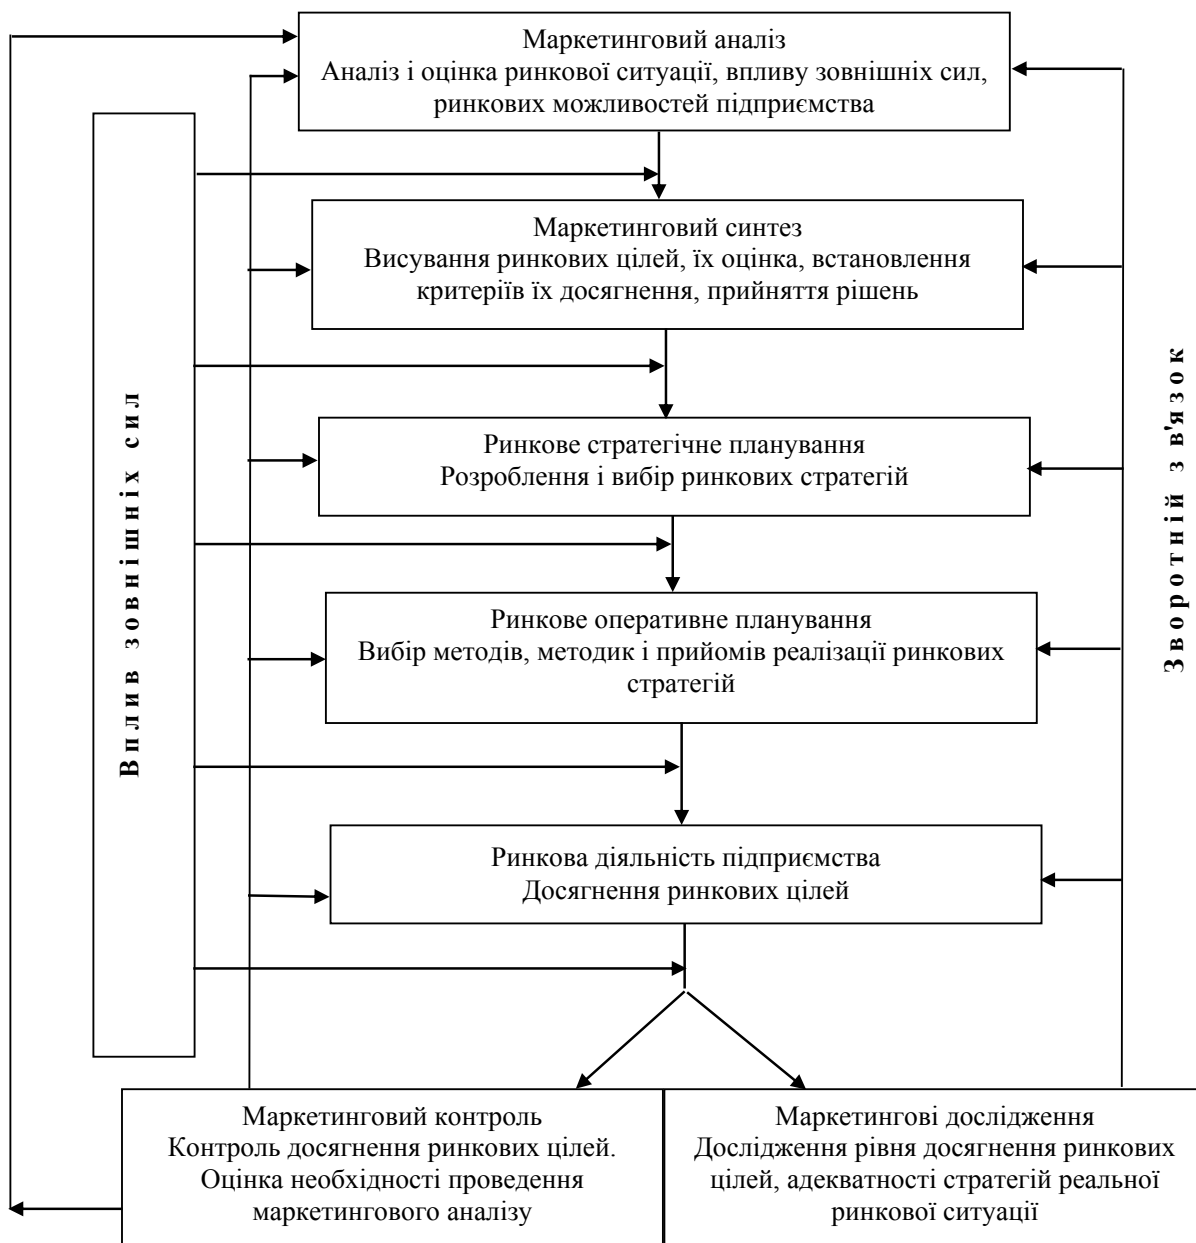 Маркетинговий аналіз
Аналіз і оцінка ринкової ситуації, впливу зовнішніх сил,
ринкових можливостей підприємства
Маркетинговий синтез
Висування ринкових цілей, їх оцінка, встановлення
критеріїв їх досягнення, прийняття рішень
Ринкове стратегічне планування
Розроблення і вибір ринкових стратегій
Ринкове оперативне планування
Вибір методів, методик і прийомів реалізації ринкових
стратегій
Ринкова діяльність підприємства
Досягнення ринкових цілей
Вплив зовнішніх сил
Зворотній зв'язок
Маркетинговий контроль
Контроль досягнення ринкових цілей.
Оцінка необхідності проведення
маркетингового аналізу
Маркетингові дослідження
Дослідження рівня досягнення ринкових
цілей, адекватності стратегій реальної
ринкової ситуації